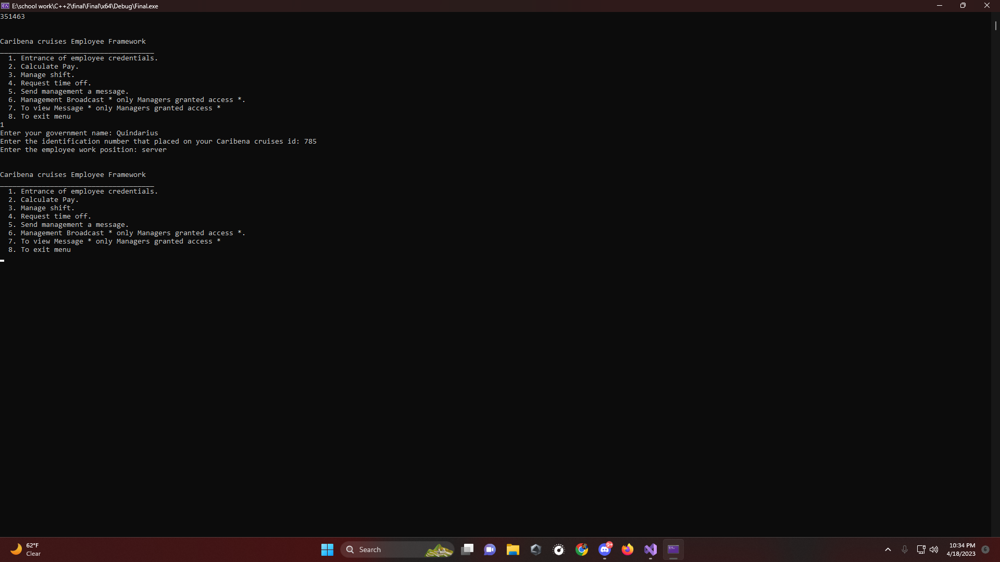 E:\school work\C++2\final\Final\x64\Debug\Final.exe
351463
Caribena cruises Employee Framework
_____________________________________
1. Entrance of employee credentials.
2. Calculate Pay.
3. Manage shift.
4. Request time off.
5. Send management a message.
6. Management Broadcast * only Managers granted access *.
7. To view Message * only Managers granted access *
8. To exit menu
1
Enter your government name: Quindarius
Enter the identification number that placed on your Caribena cruises id: 785
Enter the employee work position: server
Caribena cruises Employee Framework
_____________________________________
1. Entrance of employee credentials.
2. Calculate Pay.
3. Manage shift.
4. Request time off.
5. Send management a message.
6. Management Broadcast * only Managers granted access *.
7. To view Message * only Managers granted access *
8. To exit menu
62°F
Clear
Search
9+
10:34 PM
4/18/2023
6